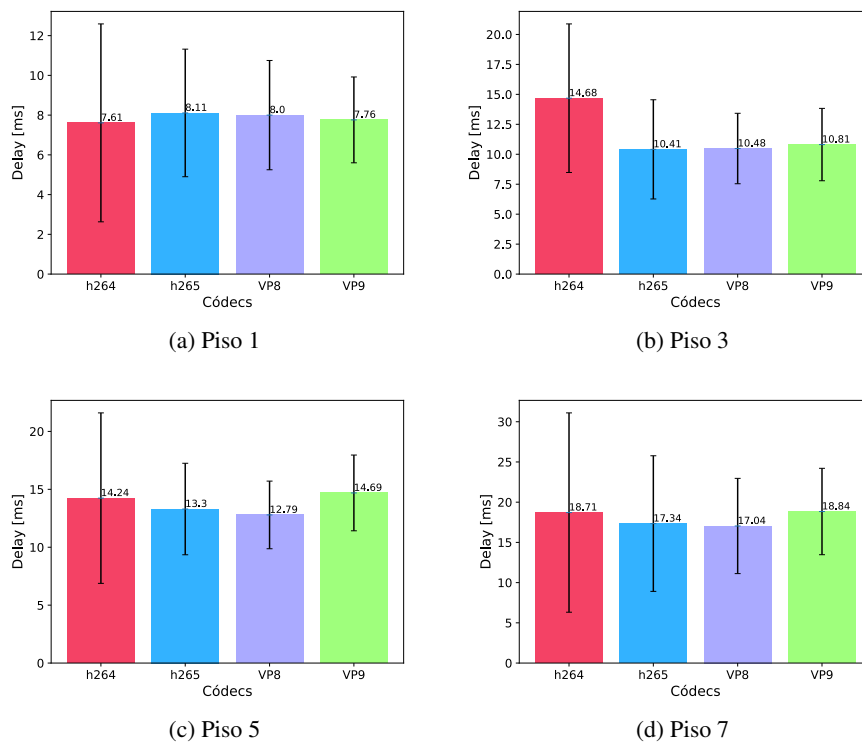 12
10
8
6
4
2
0
Delay [ms]
7.61
8.11
8.0
7.76
h264
h265
VP8
VP9
Códecs
(a) Piso 1
20.0
17.5
15.0
12.5
10.0
7.5
5.0
2.5
0.0
Delay [ms]
14.68
10.41
10.48
10.81
h264
h265
VP8
VP9
Códecs
(b) Piso 3
20
15
10
5
0
Delay [ms]
14.24
13.3
12.79
14.69
h264
h265
VP8
VP9
Códecs
(c) Piso 5
30
25
20
15
10
5
0
Delay [ms]
18.71
17.34
17.04
18.84
h264
h265
VP8
VP9
Códecs
(d) Piso 7